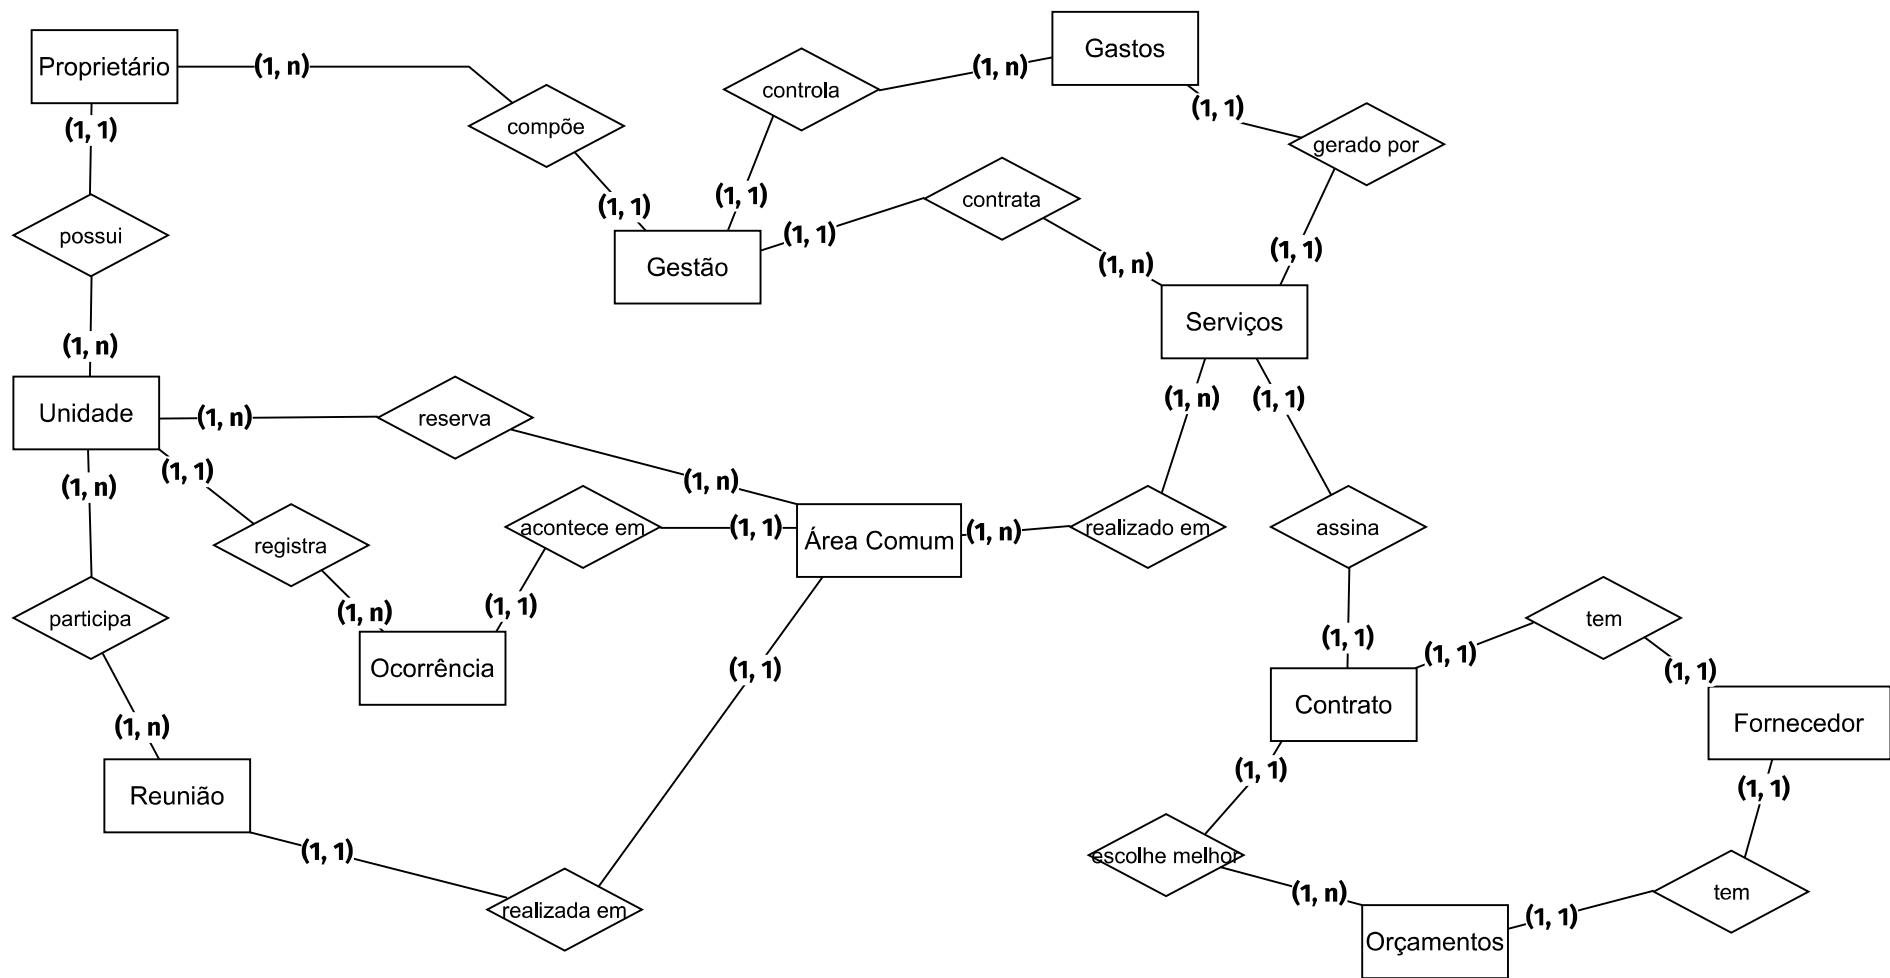 Gastos
Proprietário
(1, n)
(1, n)
controla
(1, 1)
(1, 1)
compõe
gerado por
(1, 1)
(1, 1)
contrata
(1, 1)
possui
(1, 1)
(1, 1)
Gestão
(1, n)
Serviços
(1, n)
Unidade
(1, n)
reserva
(1, n)
(1, 1)
(1, 1)
(1, n)
(1, n)
acontece em
(1, 1)
Área Comum
(1, n)
realizado em
assina
registra
(1, n)
(1, 1)
participa
tem
(1, 1)
(1, 1)
(1, 1)
(1, 1)
Ocorrência
Contrato
Fornecedor
(1, n)
(1, 1)
(1, 1)
Reunião
(1, 1)
escolhe melhor
(1, n)
tem
realizada em
(1, 1)
Orçamentos